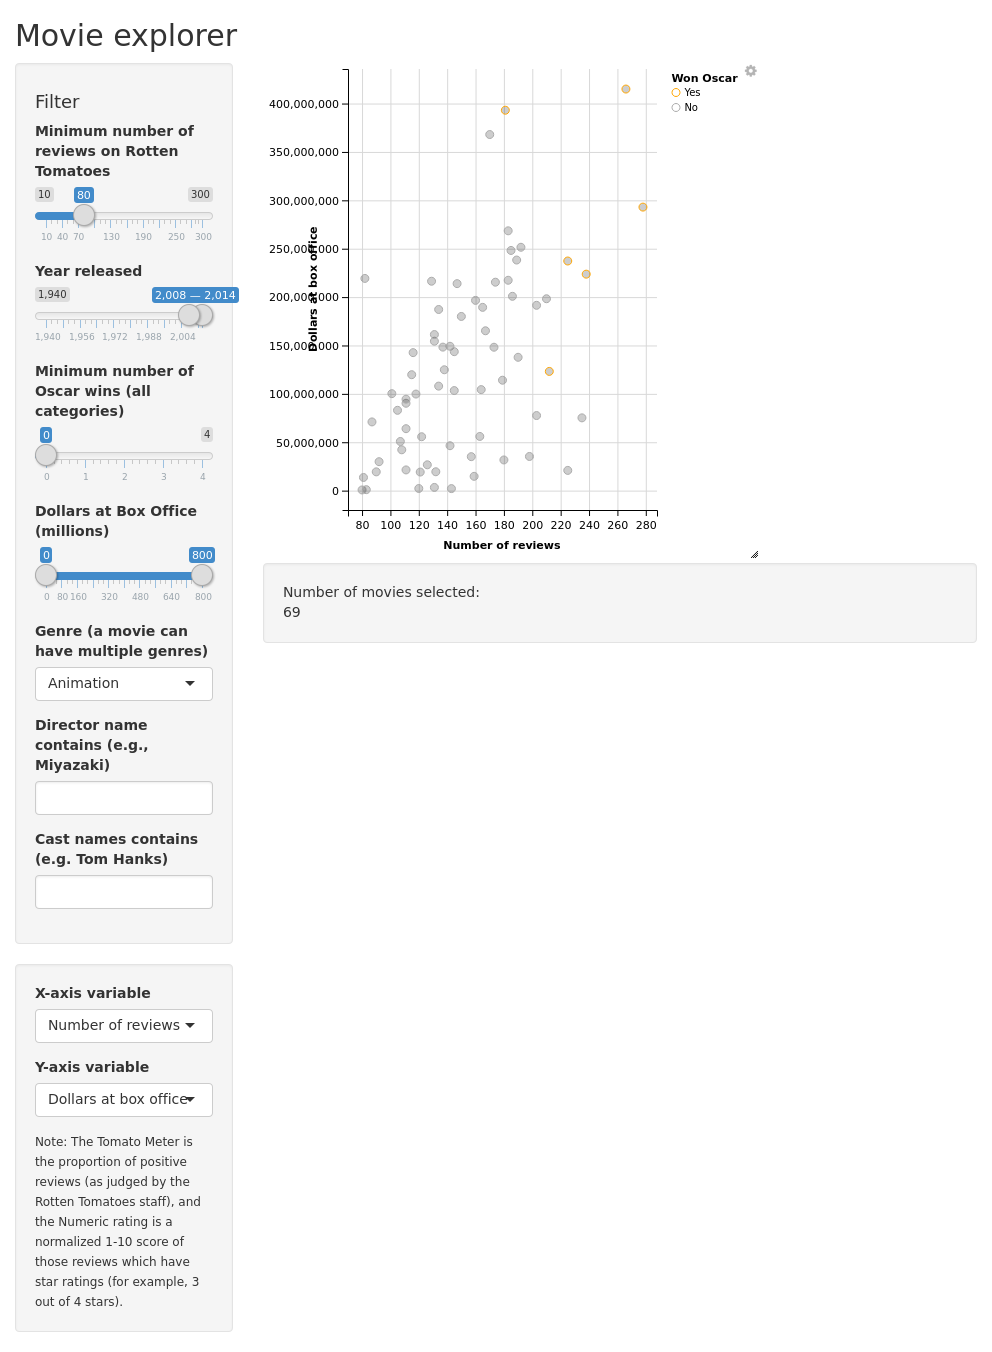 Movie explorer
Filter
Minimum number of
reviews on Rotten
Tomatoes
10 80 300
10 40 70 130 190 250 300
Year released
1,940 2,008 — 2,014
1,940 1,956 1,972 1,988 2,004
Minimum number of
Oscar wins (all
categories)
0 4
0 1 2 3 4
Dollars at Box Office
(millions)
0 800
0 80 160 320 480 640 800
Genre (a movie can
have multiple genres)
Animation
Director name
contains (e.g.,
Miyazaki)
Cast names contains
(e.g. Tom Hanks)
X-axis variable
Number of reviews
Y-axis variable
Dollars at box office
Note: The Tomato Meter is
the proportion of positive
reviews (as judged by the
Rotten Tomatoes staff), and
the Numeric rating is a
normalized 1-10 score of
those reviews which have
star ratings (for example, 3
out of 4 stars).
Dollars at box office
400,000,000
350,000,000
300,000,000
250,000,000
200,000,000
150,000,000
100,000,000
50,000,000
0
80 100 120 140 160 180 200 220 240 260 280
Number of reviews
Won Oscar
Yes
No
Number of movies selected:
69